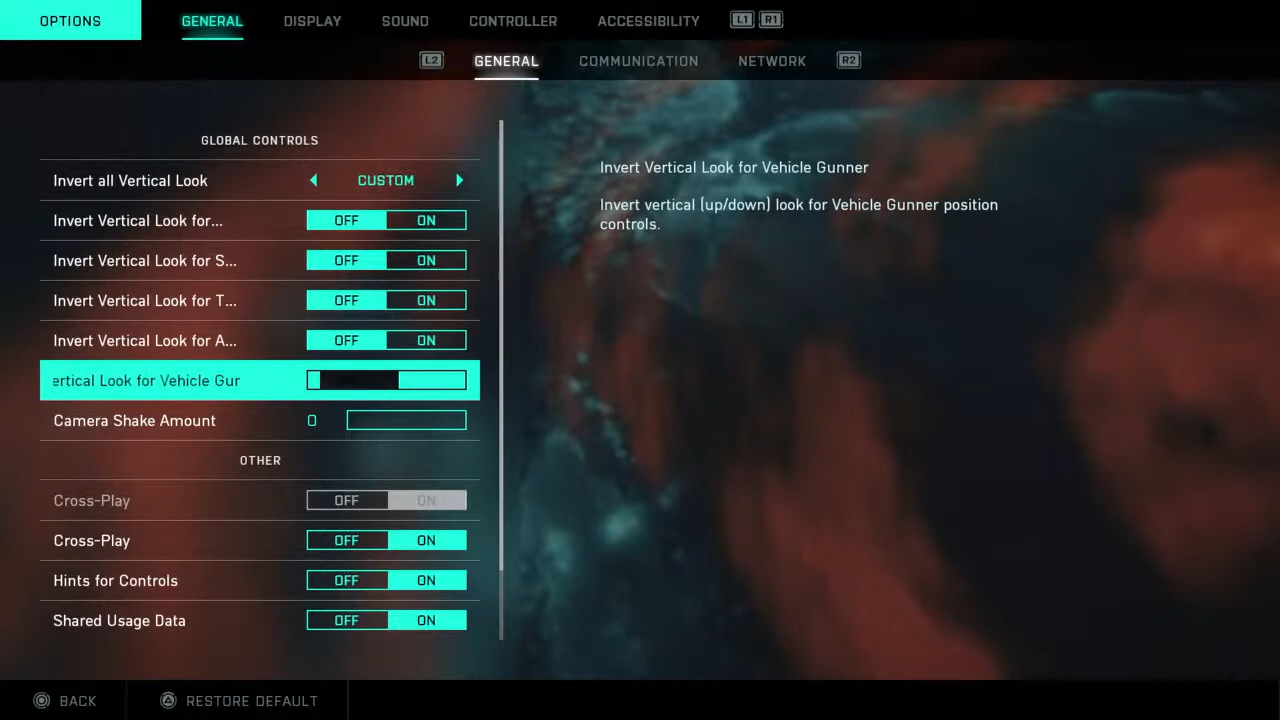 OPTIONS GENERAL DISPLAY SOUND CONTROLLER ACCESSIBILITY L1 R1
L2 GENERAL COMMUNICATION NETWORK R2
GLOBAL CONTROLS
Invert all Vertical Look CUSTOM
Invert Vertical Look for... OFF ON
Invert Vertical Look for S... OFF ON
Invert Vertical Look for T... OFF ON
Invert Vertical Look for A... OFF ON
ertical Look for Vehicle Gur
Camera Shake Amount 0
OTHER
Cross-Play OFF ON
Cross-Play OFF ON
Hints for Controls OFF ON
Shared Usage Data OFF ON
Invert Vertical Look for Vehicle Gunner
Invert vertical (up/down) look for Vehicle Gunner position
controls.
BACK RESTORE DEFAULT